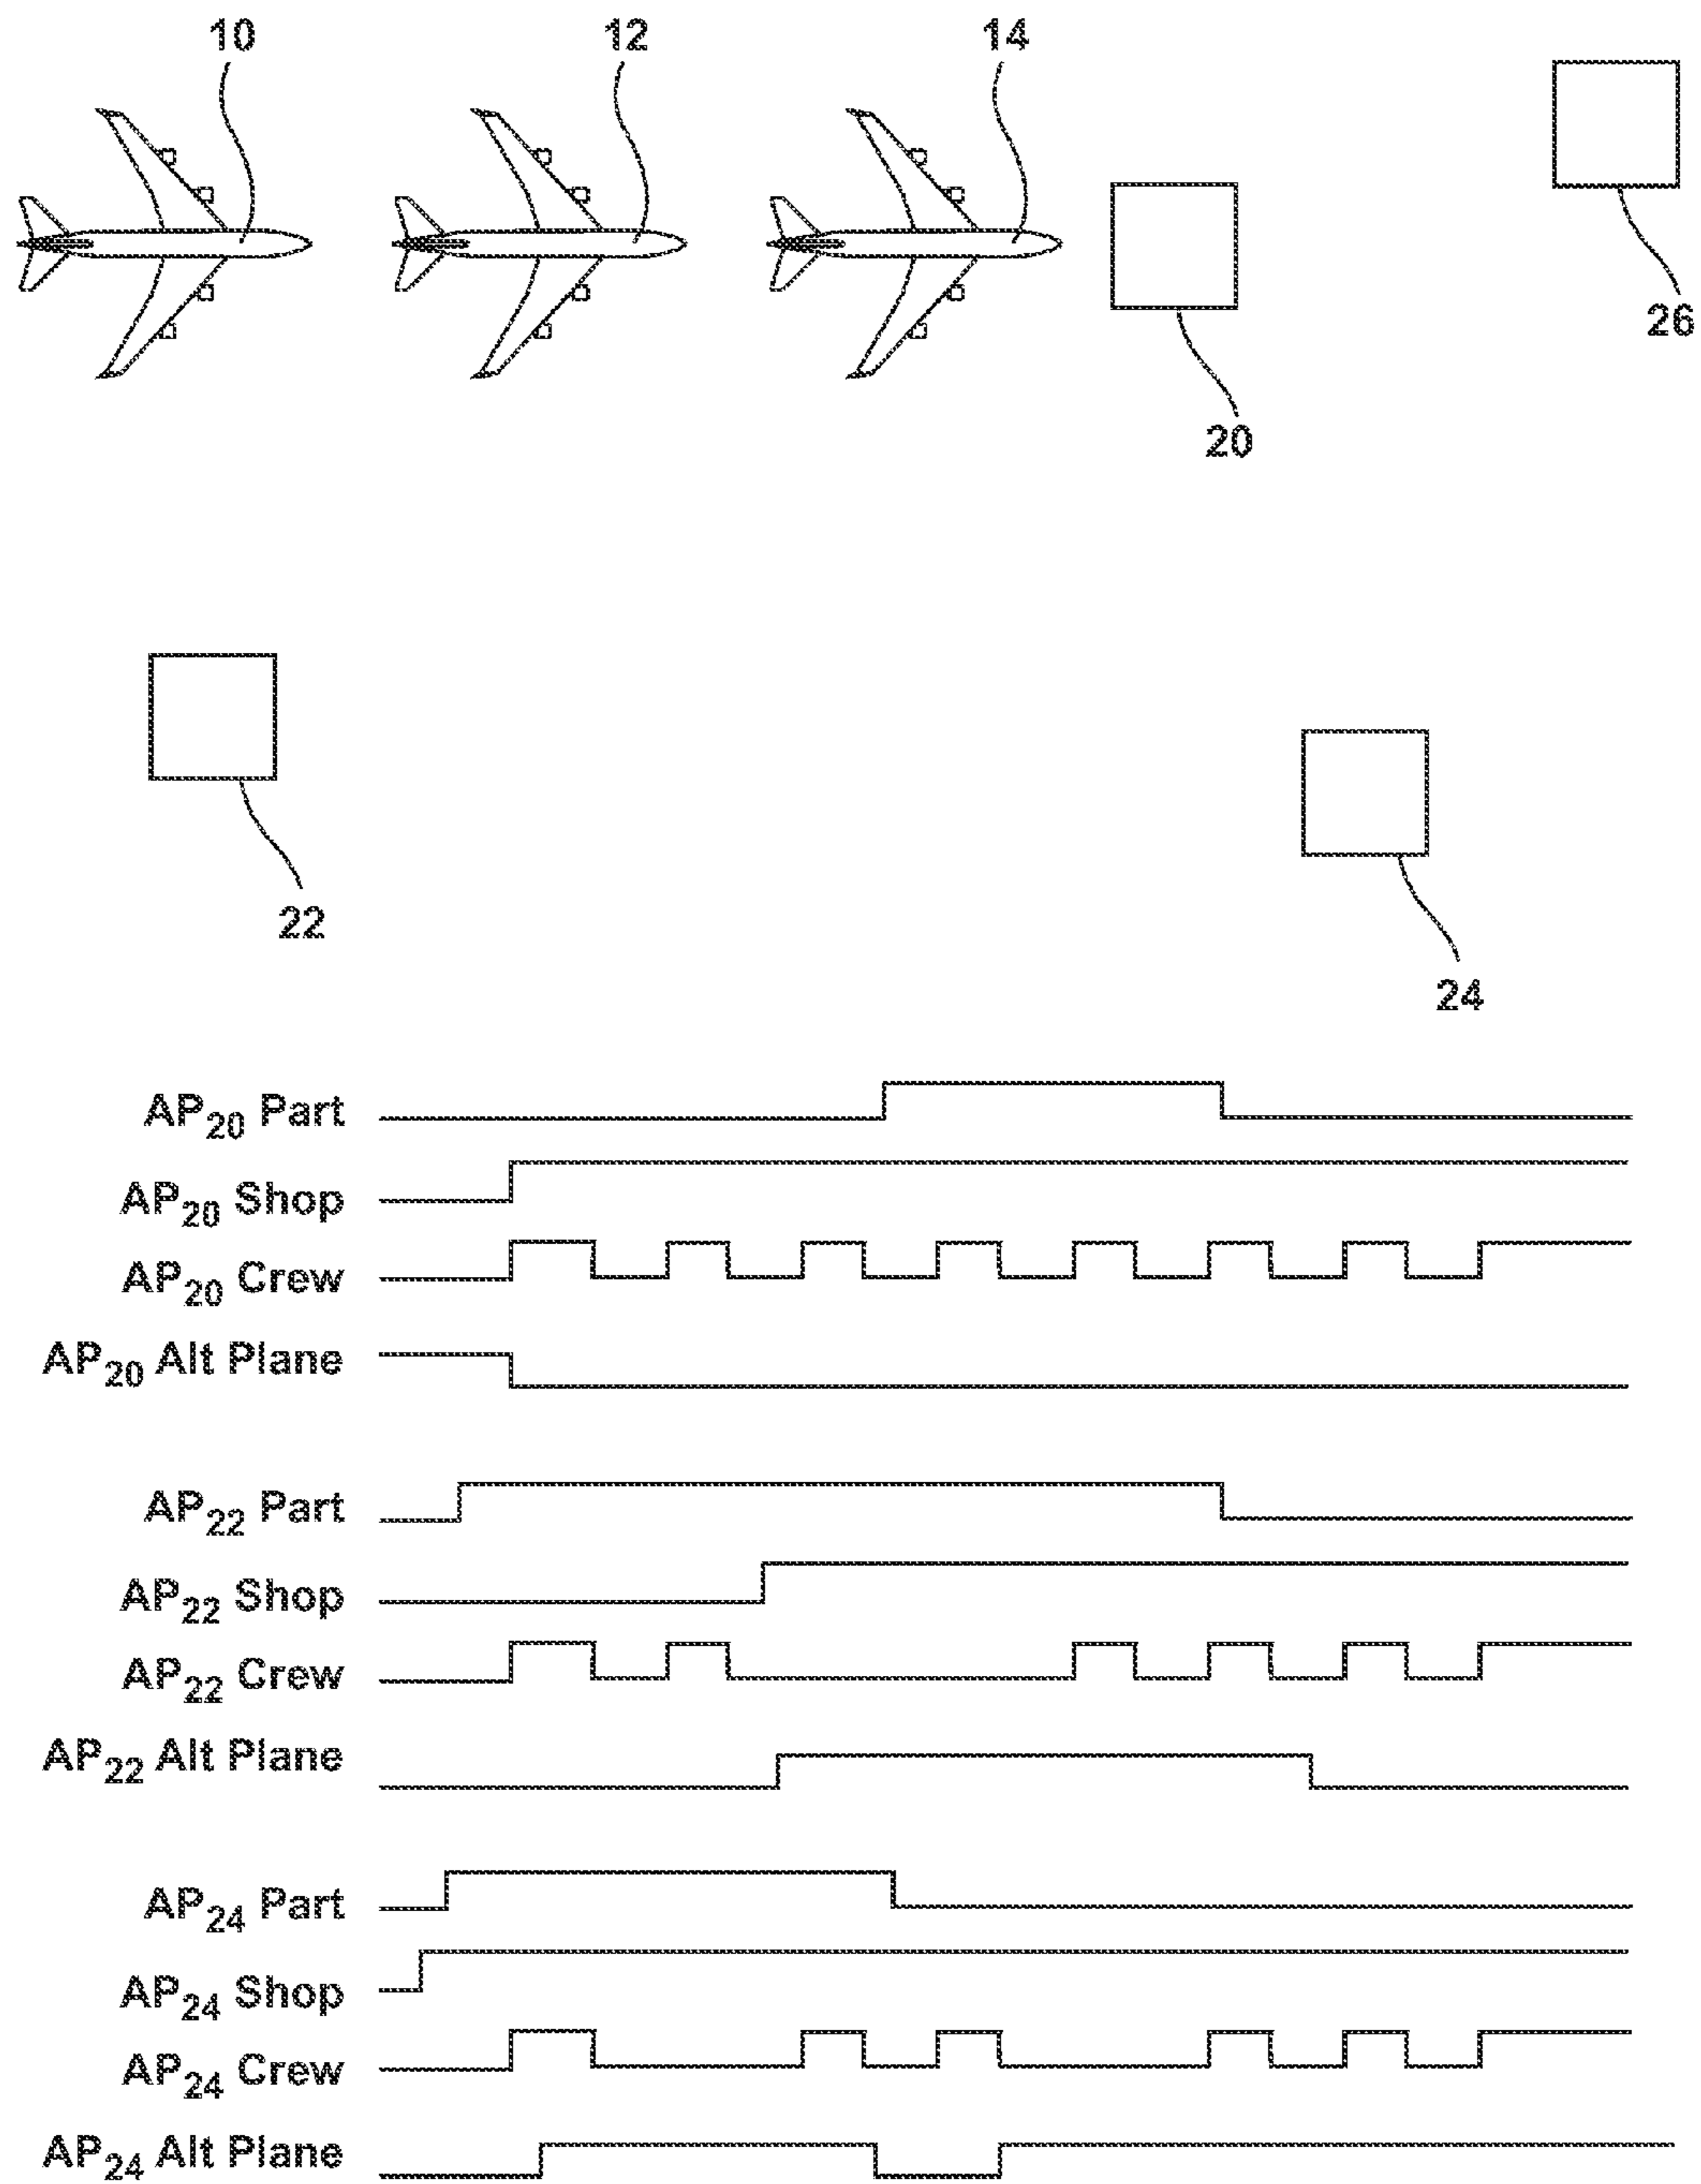 10 12 14
26
20
22
24
AP20 Part
AP20 Shop
AP20 Crew
AP20 Alt Plane
AP22 Part
AP22 Shop
AP22 Crew
AP22 Alt Plane
AP24 Part
AP24 Shop
AP24 Crew
AP24 Alt Plane